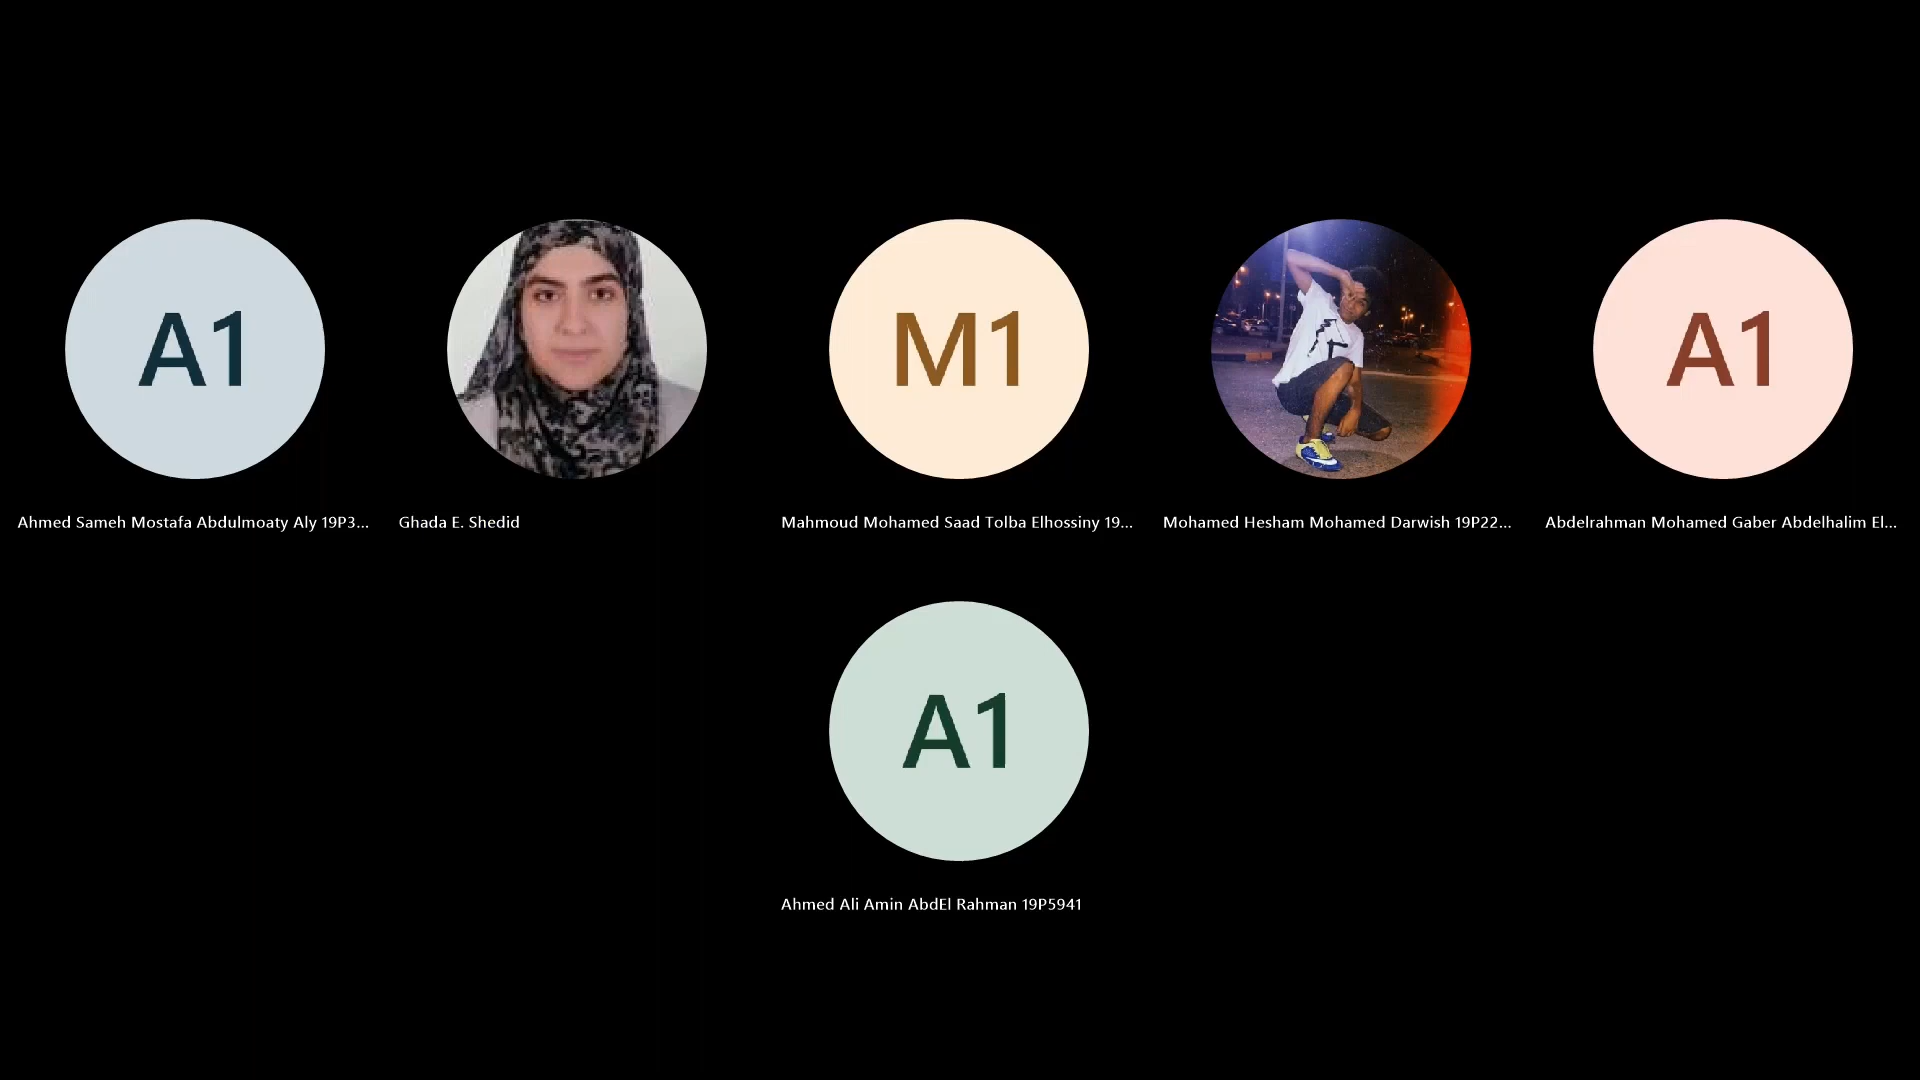 A1
M1
A1
Ahmed Sameh Mostafa Abdulmoaty Aly 19P3...
Ghada E. Shedid
Mahmoud Mohamed Saad Tolba Elhossiny 19...
Mohamed Hesham Mohamed Darwish 19P22...
Abdelrahman Mohamed Gaber Abdelhalim El...
A1
Ahmed Ali Amin AbdEl Rahman 19P5941